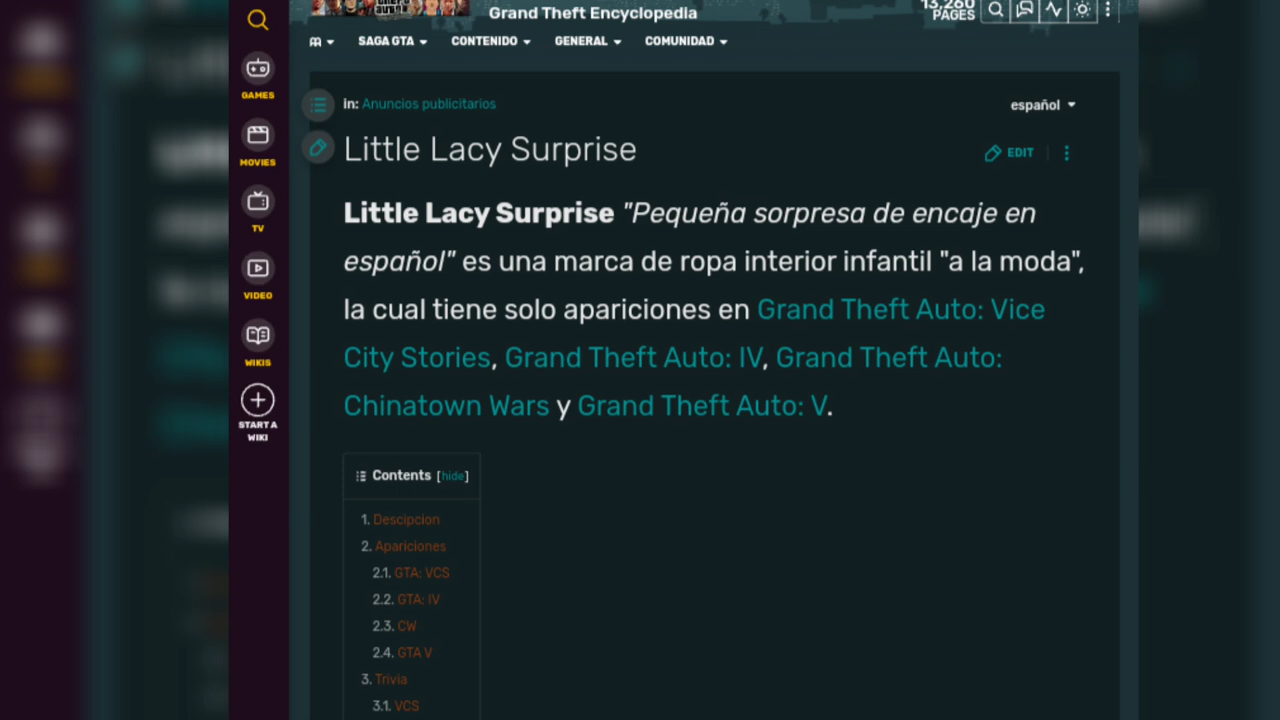 Grand Theft Encyclopedia
13,260
PAGES
SAGA GTA
CONTENIDO
GENERAL
COMUNIDAD
GAMES
MOVIES
TV
VIDEO
WIKIS
START A
WIKI
in: Anuncios publicitarios
español
Little Lacy Surprise
EDIT
Little Lacy Surprise "Pequeña sorpresa de encaje en
español" es una marca de ropa interior infantil "a la moda",
la cual tiene solo apariciones en Grand Theft Auto: Vice
City Stories, Grand Theft Auto: IV, Grand Theft Auto:
Chinatown Wars y Grand Theft Auto: V.
Contents [hide]
1. Descipcion
2. Apariciones
2.1. GTA: VCS
2.2. GTA: IV
2.3. CW
2.4. GTA V
3. Trivia
3.1. VCS